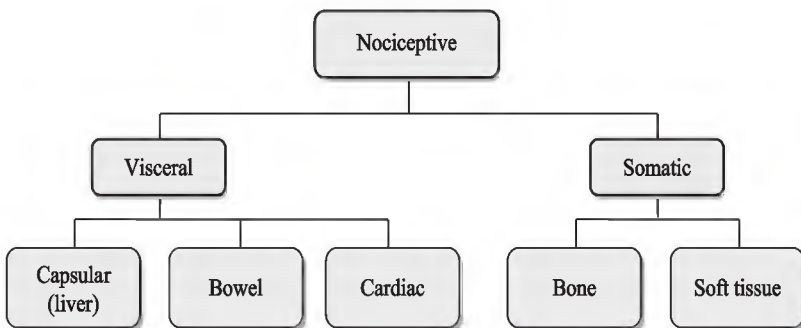 Nociceptive
Visceral
Somatic
Capsular
(liver)
Bowel
Cardiac
Bone
Soft tissue